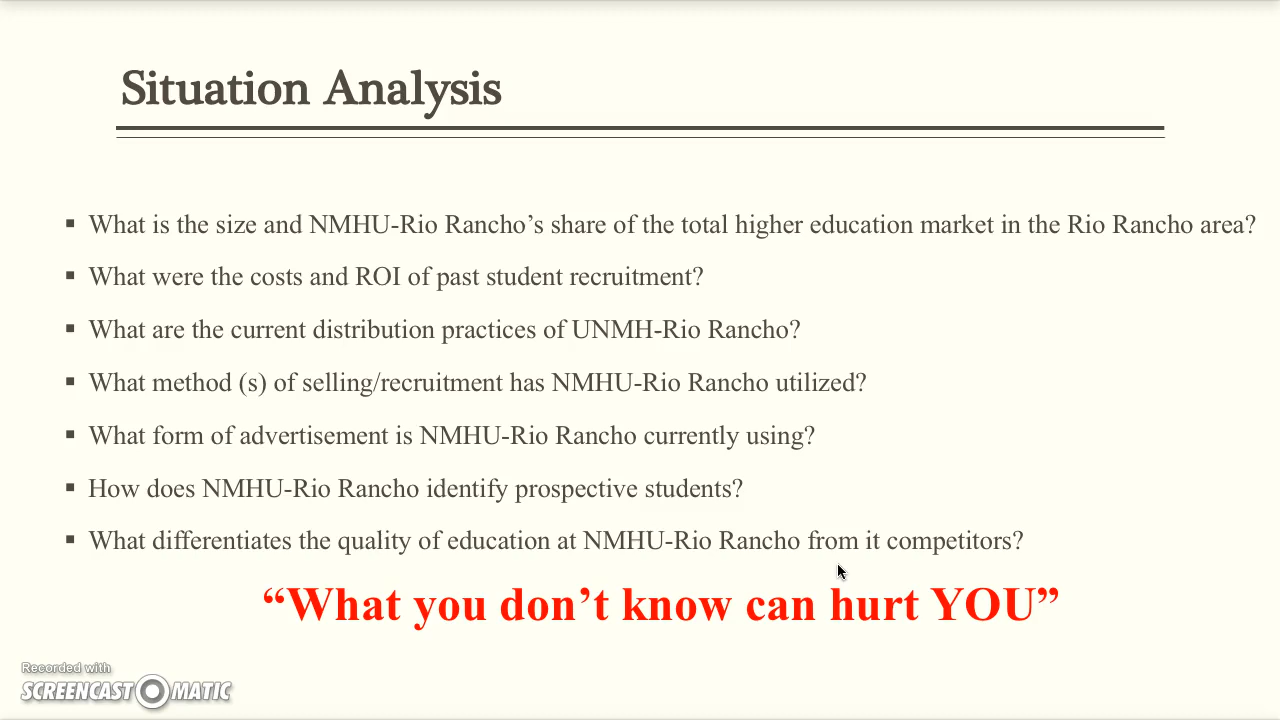 Situation Analysis
▪ What is the size and NMHU-Rio Rancho’s share of the total higher education market in the Rio Rancho area?
▪ What were the costs and ROI of past student recruitment?
▪ What are the current distribution practices of UNMH-Rio Rancho?
▪ What method (s) of selling/recruitment has NMHU-Rio Rancho utilized?
▪ What form of advertisement is NMHU-Rio Rancho currently using?
▪ How does NMHU-Rio Rancho identify prospective students?
▪ What differentiates the quality of education at NMHU-Rio Rancho from it competitors?
“What you don’t know can hurt YOU”
Recorded with
SCREENCAST MATIC